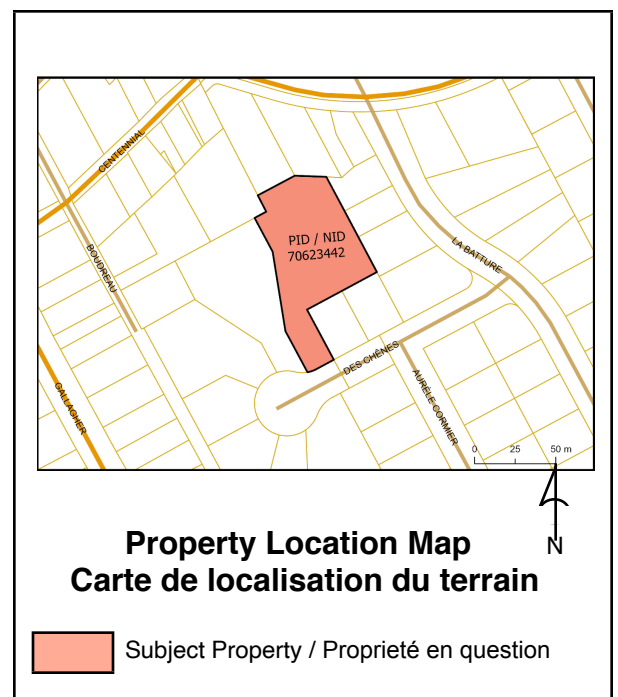 CENTENNIAL
BOUDREAU
PID / NID
70623442
LA BATTURE
DES CHÊNES
GALLAGHER
AURÈLE-CORMIER
0 25 50 m
N
Property Location Map
Carte de localisation du terrain
Subject Property / Proprieté en question